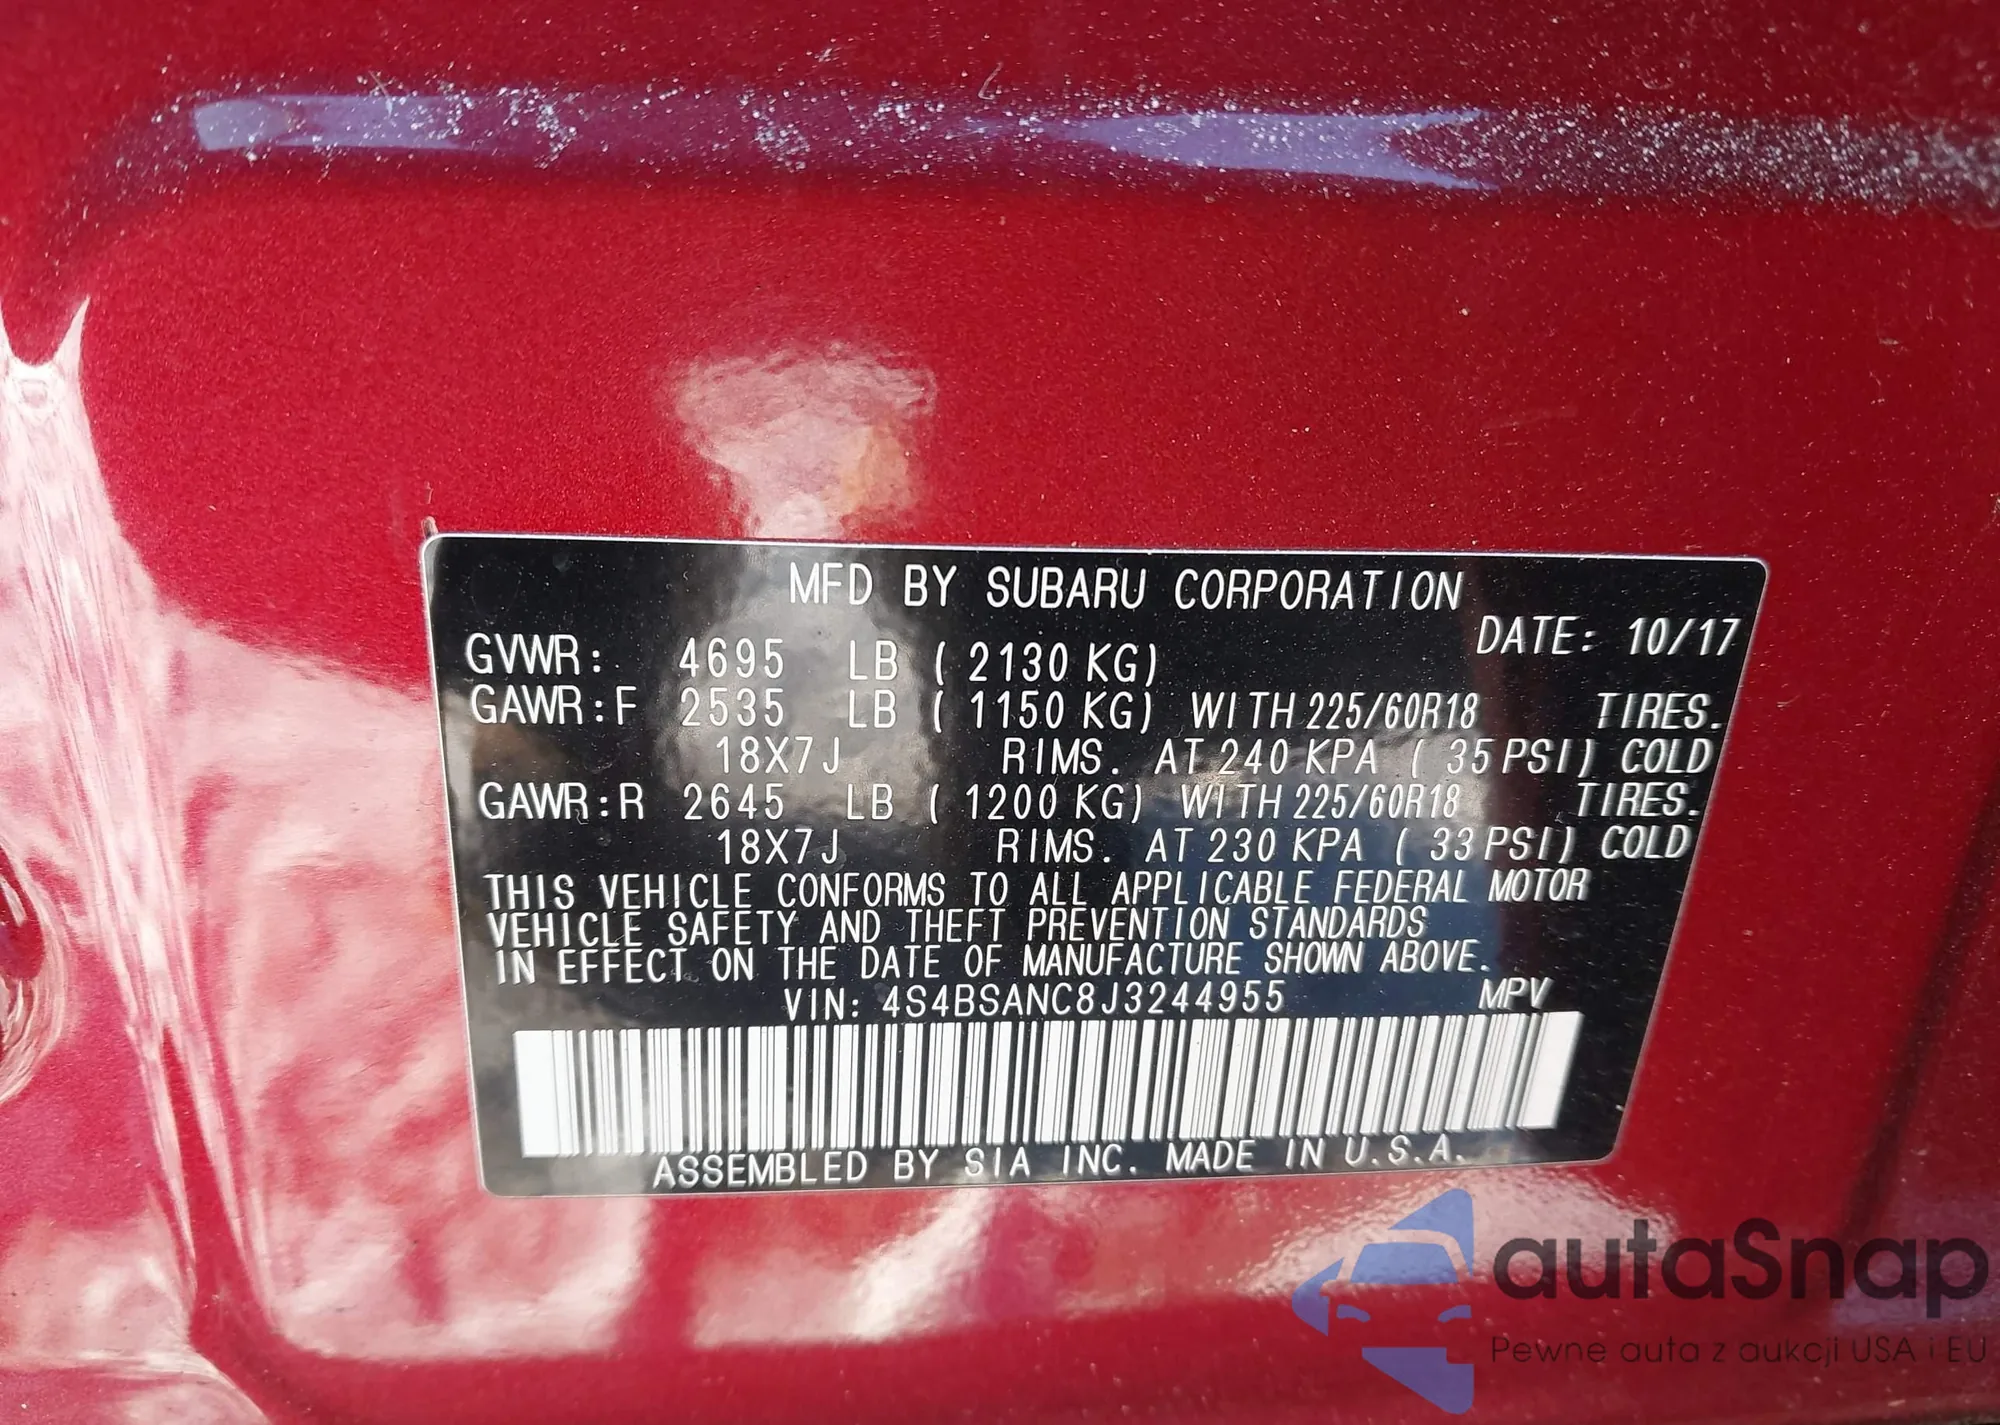 MFD BY SUBARU CORPORATION
DATE: 10/17
GVWR: 4695 LB ( 2130 KG)
GAWR:F 2535 LB ( 1150 KG) WITH 225/60R18 TIRES.
18X7J RIMS. AT 240 KPA ( 35 PSI) COLD
GAWR:R 2645 LB ( 1200 KG) WITH 225/60R18 TIRES.
18X7J RIMS. AT 230 KPA ( 33 PSI) COLD
THIS VEHICLE CONFORMS TO ALL APPLICABLE FEDERAL MOTOR
VEHICLE SAFETY AND THEFT PREVENTION STANDARDS
IN EFFECT ON THE DATE OF MANUFACTURE SHOWN ABOVE.
VIN: 4S4BSANC8J3244955 MPV
ASSEMBLED BY SIA INC. MADE IN U.S.A.
autaSnap
Pewne auta z aukcji USA i EU